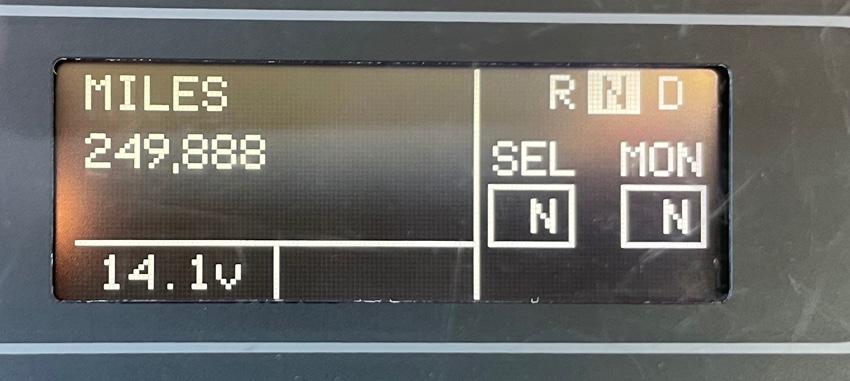 MILES
249,888
14.1v
R N D
SEL MON
N N